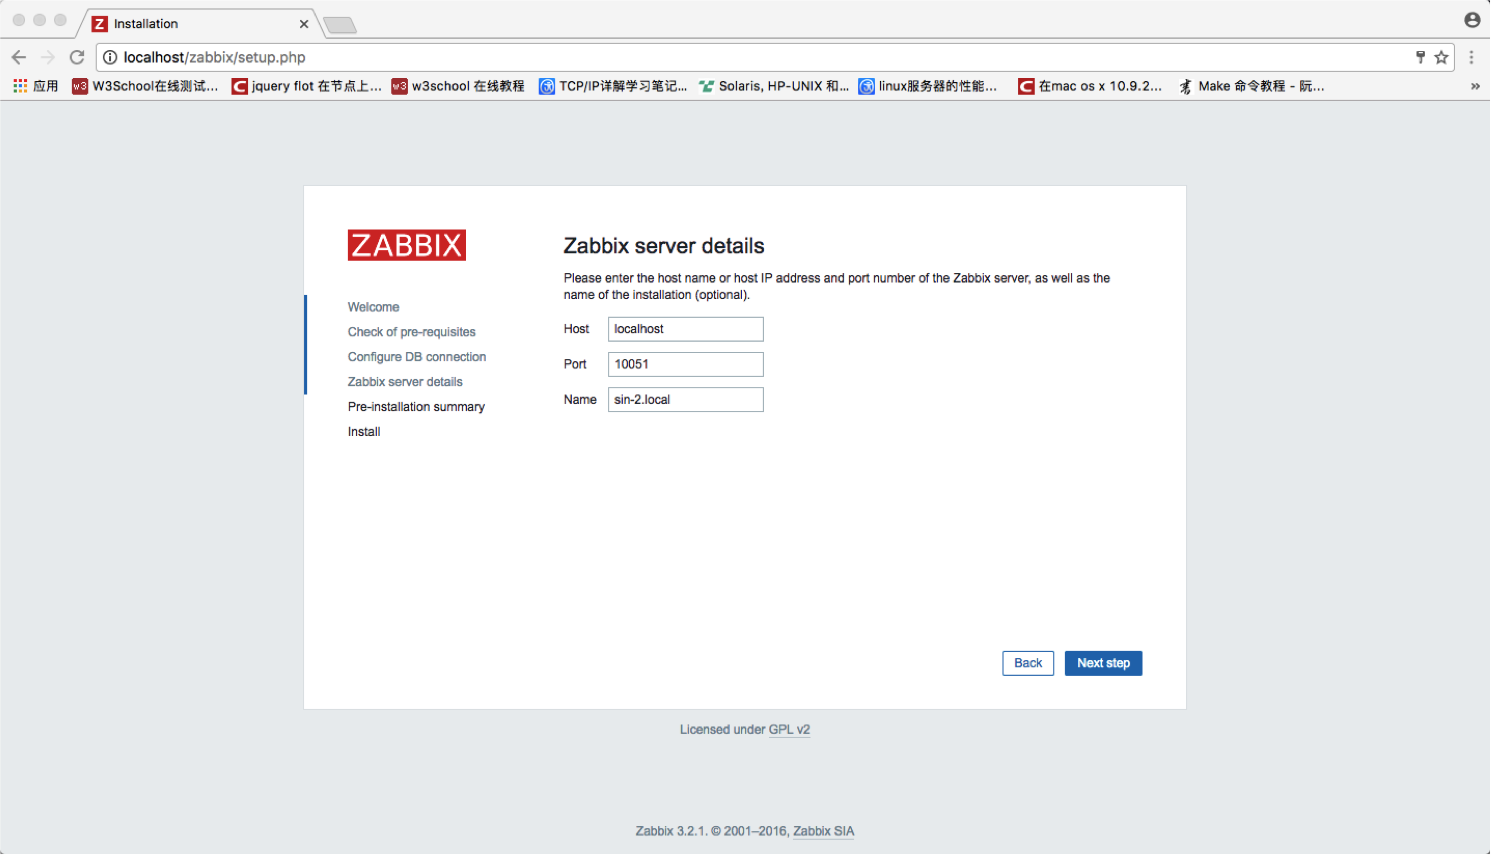 Z Installation
localhost/zabbix/setup.php
应用 w3 W3School在线测试... C jquery flot 在节点上... w3 w3school 在线教程 TCP/IP详解学习笔记... Solaris, HP-UNIX 和... linux服务器的性能... C 在mac os x 10.9.2... Make 命令教程 - 阮... »
ZABBIX
Welcome
Check of pre-requisites
Configure DB connection
Zabbix server details
Pre-installation summary
Install
Zabbix server details
Please enter the host name or host IP address and port number of the Zabbix server, as well as the
name of the installation (optional).
Host localhost
Port 10051
Name sin-2.local
Back Next step
Licensed under GPL v2
Zabbix 3.2.1. © 2001–2016, Zabbix SIA